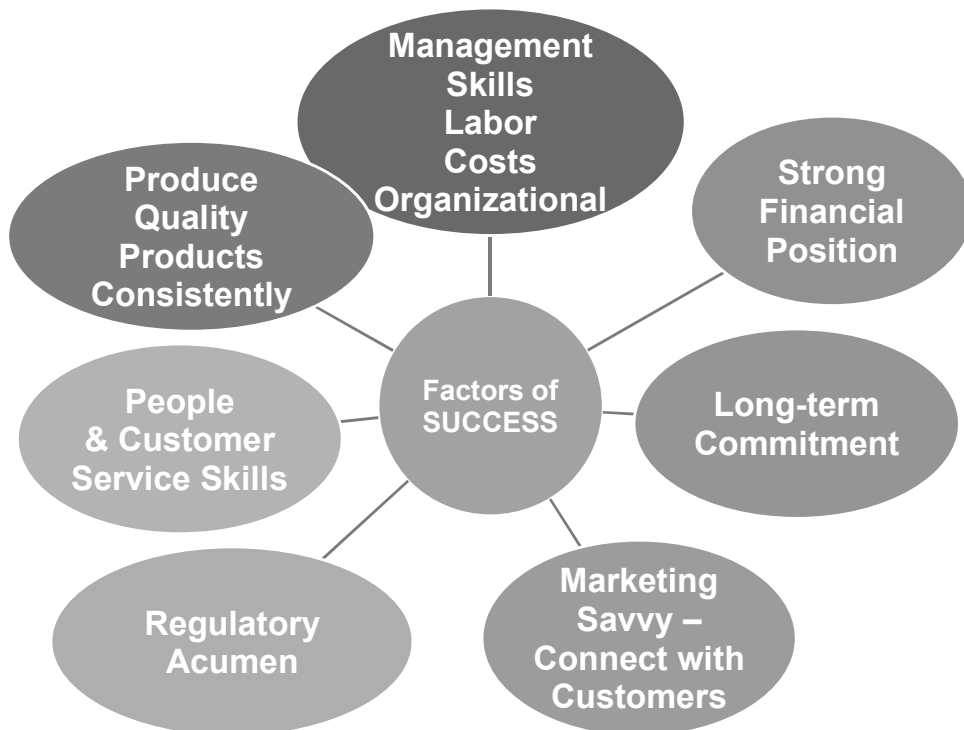 Management
Skills
Labor
Costs
Organizational
Strong
Financial
Position
Long-term
Commitment
Marketing
Savvy –
Connect with
Customers
Regulatory
Acumen
People
& Customer
Service Skills
Produce
Quality
Products
Consistently
Factors of
SUCCESS